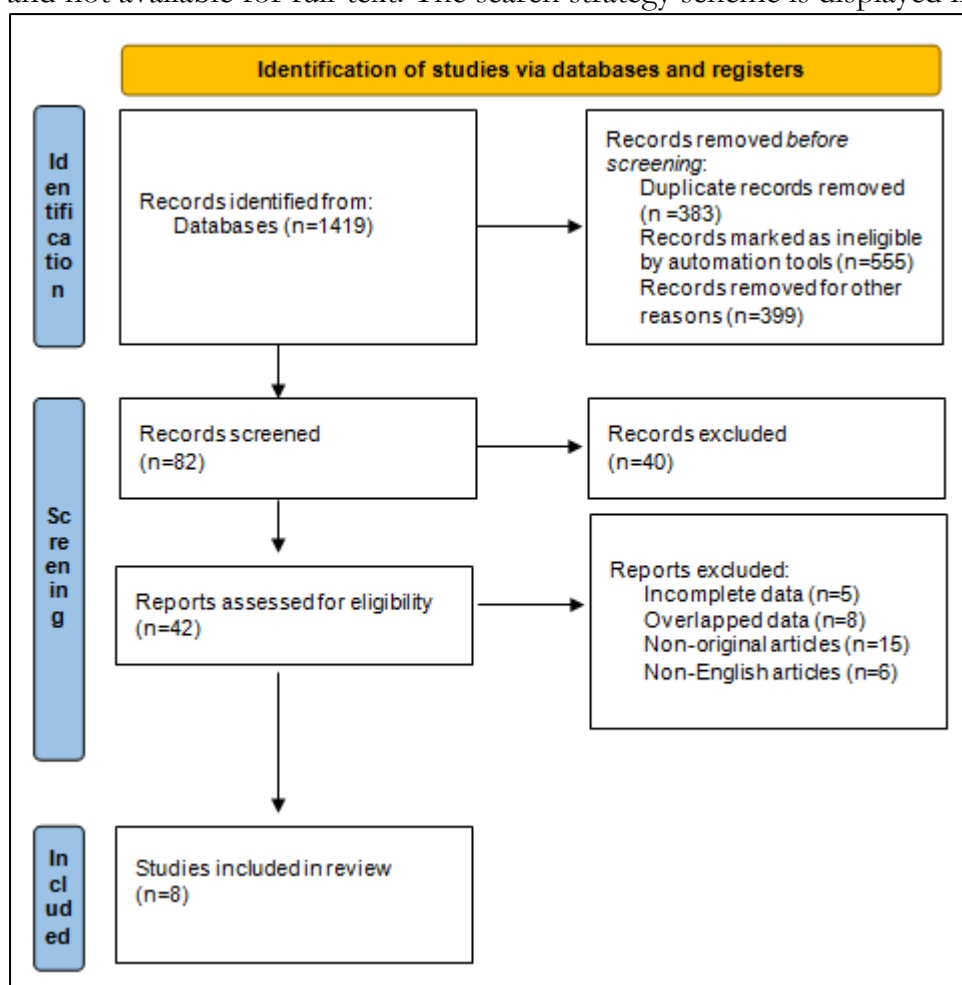 and not available for full text. The search strategy scheme is displayed
Identification of studies via databases and registers
Id
en
tifi
ca
tio
n
Records identified from:
Databases (n=1419)
Records removed before
screening:
Duplicate records removed
(n =383)
Records marked as ineligible
by automation tools (n=555)
Records removed for other
reasons (n=399)
Sc
re
en
in
g
Records screened
(n=82)
Records excluded
(n=40)
Reports assessed for eligibility
(n=42)
Reports excluded:
Incomplete data (n=5)
Overlapped data (n=8)
Non-original articles (n=15)
Non-English articles (n=6)
In
cl
ud
ed
Studies included in review
(n=8)